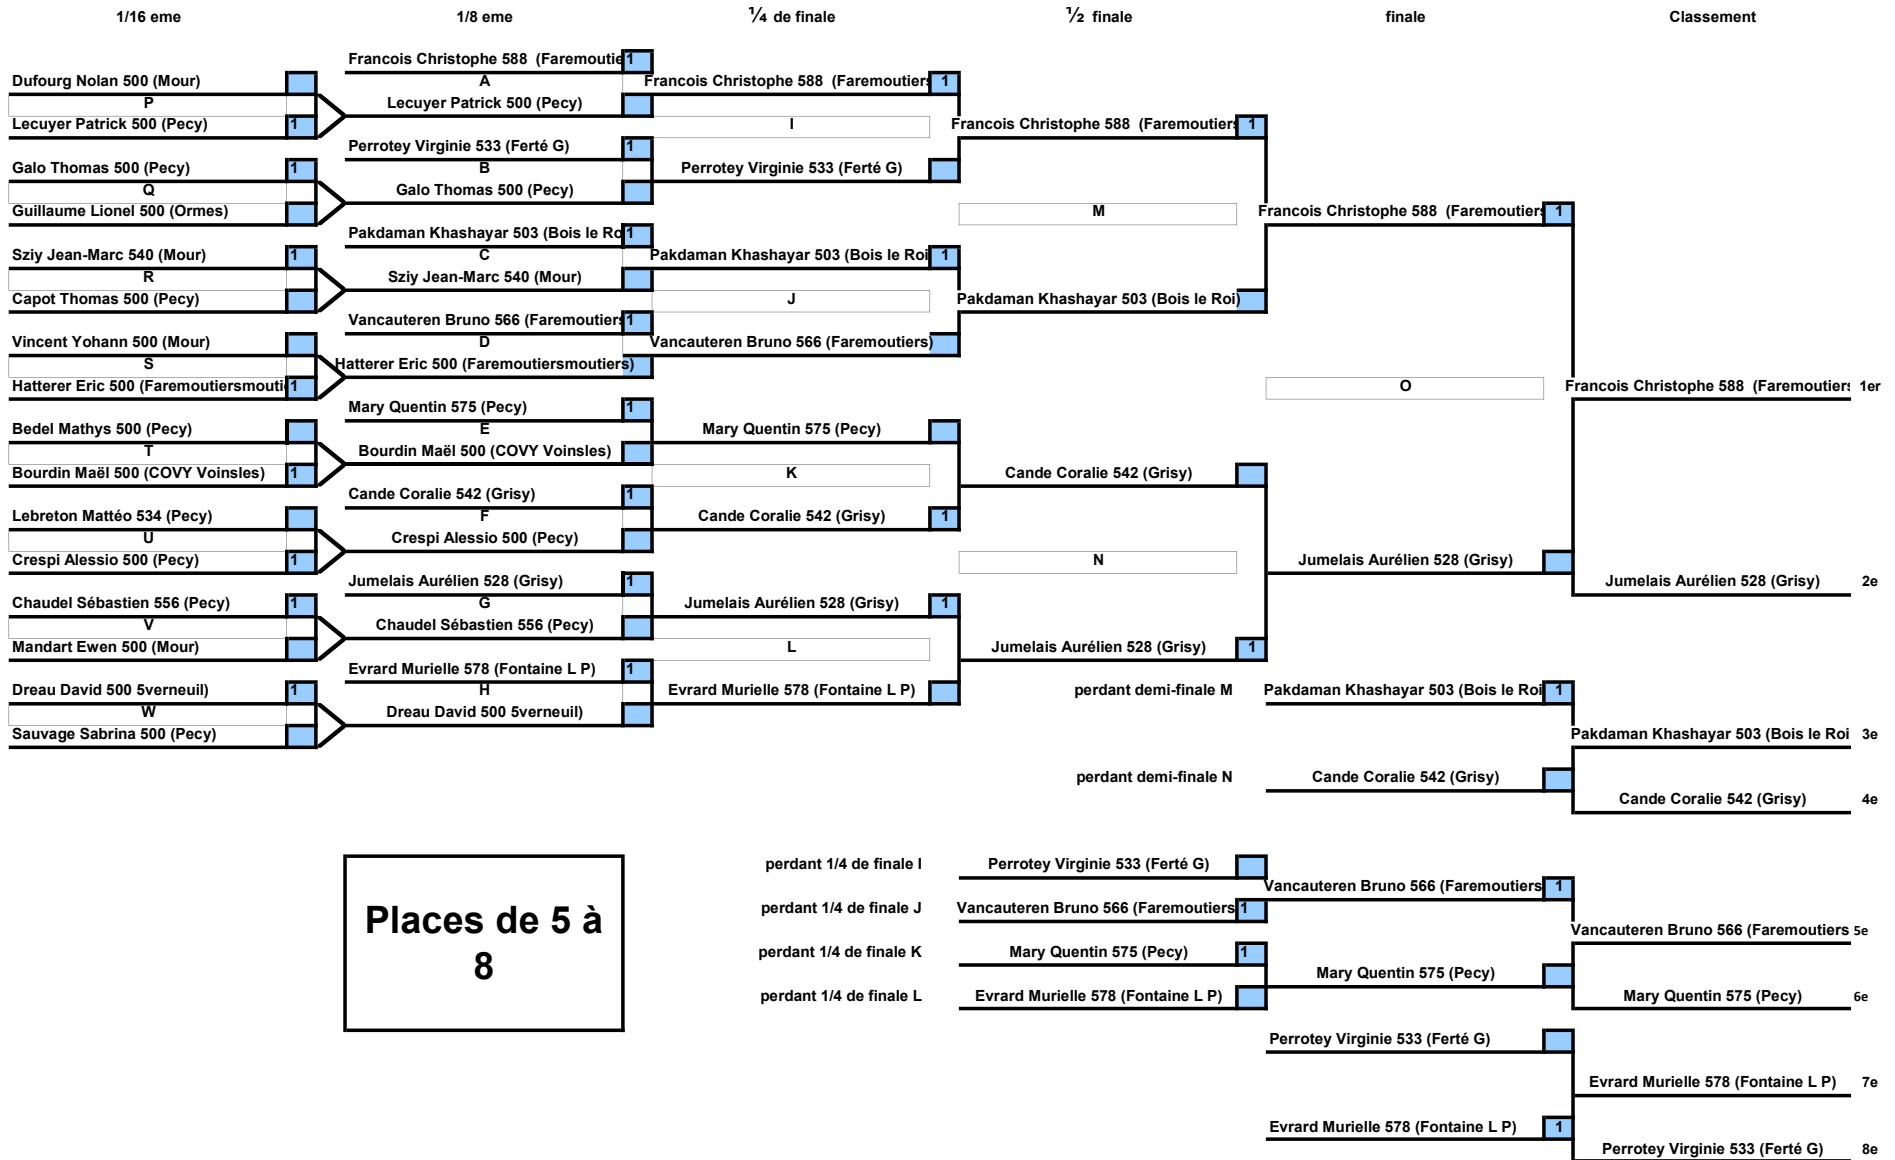 1/16 eme
1/8 eme
¼ de finale
½ finale
finale
Classement
Dufourg Nolan 500 (Mour)
P
Lecuyer Patrick 500 (Pecy) 1
Galo Thomas 500 (Pecy) 1
Q
Guillaume Lionel 500 (Ormes)
Sziy Jean-Marc 540 (Mour) 1
R
Capot Thomas 500 (Pecy)
Vincent Yohann 500 (Mour)
S
Hatterer Eric 500 (Faremoutiersmoutie 1
Bedel Mathys 500 (Pecy)
T
Bourdin Maël 500 (COVY Voinsles) 1
Lebreton Mattéo 534 (Pecy)
U
Crespi Alessio 500 (Pecy) 1
Chaudel Sébastien 556 (Pecy) 1
V
Mandart Ewen 500 (Mour)
Dreau David 500 5verneuil) 1
W
Sauvage Sabrina 500 (Pecy)
Francois Christophe 588 (Faremoutie 1
A
Lecuyer Patrick 500 (Pecy)
Perrotey Virginie 533 (Ferté G) 1
B
Galo Thomas 500 (Pecy)
Pakdaman Khashayar 503 (Bois le Ro 1
C
Sziy Jean-Marc 540 (Mour)
Vancauteren Bruno 566 (Faremoutiers 1
D
Hatterer Eric 500 (Faremoutiersmoutiers)
Mary Quentin 575 (Pecy) 1
E
Bourdin Maël 500 (COVY Voinsles)
Cande Coralie 542 (Grisy) 1
F
Crespi Alessio 500 (Pecy)
Jumelais Aurélien 528 (Grisy) 1
G
Chaudel Sébastien 556 (Pecy)
Evrard Murielle 578 (Fontaine L P) 1
H
Dreau David 500 5verneuil)
Francois Christophe 588 (Faremoutiers 1
I
Perrotey Virginie 533 (Ferté G)
Pakdaman Khashayar 503 (Bois le Roi 1
J
Vancauteren Bruno 566 (Faremoutiers)
Mary Quentin 575 (Pecy)
K
Cande Coralie 542 (Grisy) 1
Jumelais Aurélien 528 (Grisy) 1
L
Evrard Murielle 578 (Fontaine L P)
Francois Christophe 588 (Faremoutiers 1
M
Pakdaman Khashayar 503 (Bois le Roi)
Cande Coralie 542 (Grisy)
N
Jumelais Aurélien 528 (Grisy) 1
Francois Christophe 588 (Faremoutiers 1
O
Jumelais Aurélien 528 (Grisy)
Francois Christophe 588 (Faremoutiers 1er
Jumelais Aurélien 528 (Grisy) 2e
perdant demi-finale M
Pakdaman Khashayar 503 (Bois le Roi 1
Pakdaman Khashayar 503 (Bois le Roi 3e
perdant demi-finale N
Cande Coralie 542 (Grisy)
Cande Coralie 542 (Grisy) 4e
Places de 5 à
8
perdant 1/4 de finale I
Perrotey Virginie 533 (Ferté G)
perdant 1/4 de finale J
Vancauteren Bruno 566 (Faremoutiers 1
perdant 1/4 de finale K
Mary Quentin 575 (Pecy) 1
perdant 1/4 de finale L
Evrard Murielle 578 (Fontaine L P)
Vancauteren Bruno 566 (Faremoutiers 1
Mary Quentin 575 (Pecy)
Vancauteren Bruno 566 (Faremoutiers 5e
Mary Quentin 575 (Pecy) 6e
Perrotey Virginie 533 (Ferté G)
Evrard Murielle 578 (Fontaine L P) 1
Evrard Murielle 578 (Fontaine L P) 7e
Perrotey Virginie 533 (Ferté G) 8e